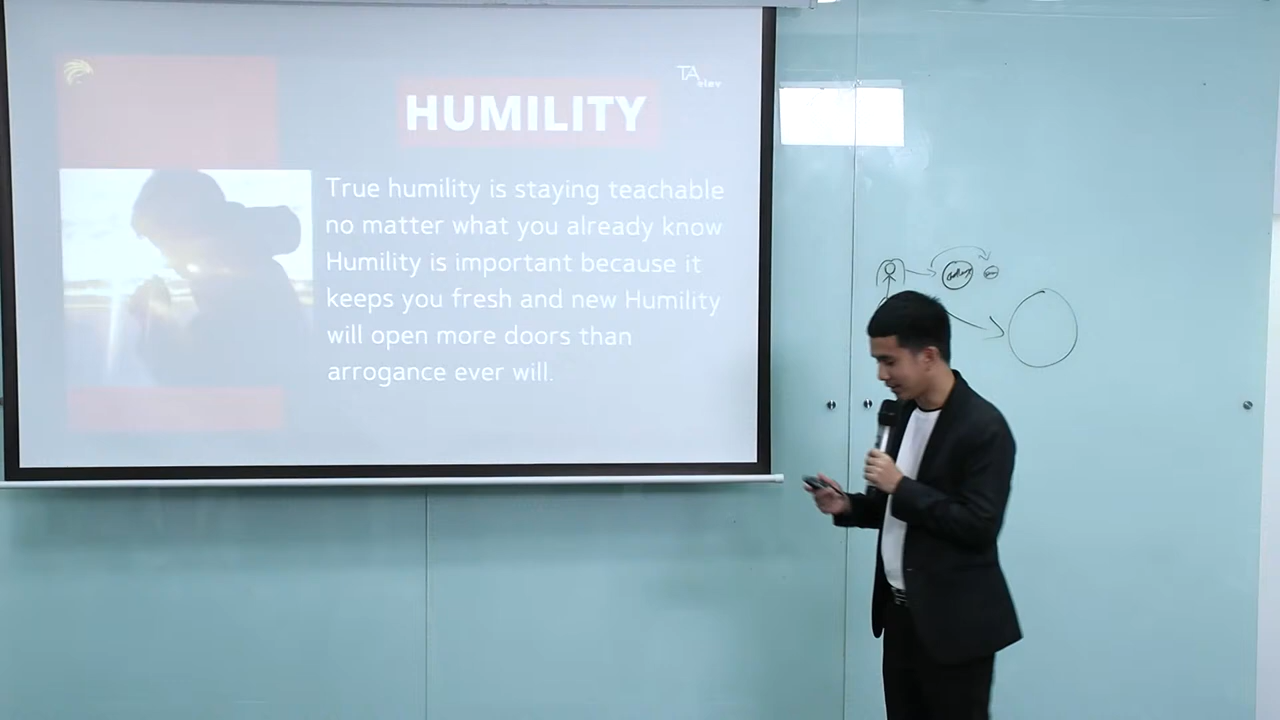 HUMILITY
TA
True humility is staying teachable
no matter what you already know
Humility is important because it
keeps you fresh and new Humility
will open more doors than
arrogance ever will.